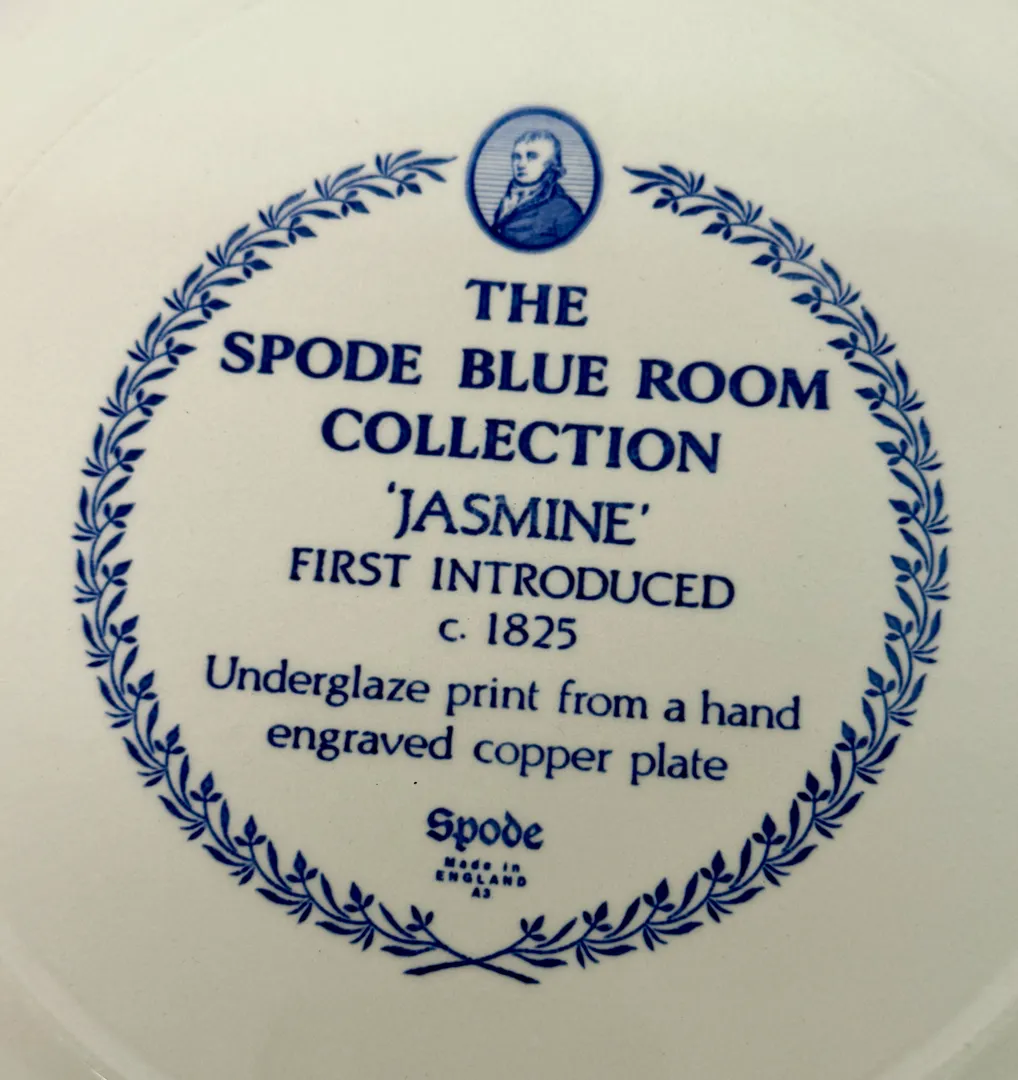 THE
SPODE BLUE ROOM
COLLECTION
‘JASMINE’
FIRST INTRODUCED
c. 1825
Underglaze print from a hand
engraved copper plate
Spode
Made in
ENGLAND
A3